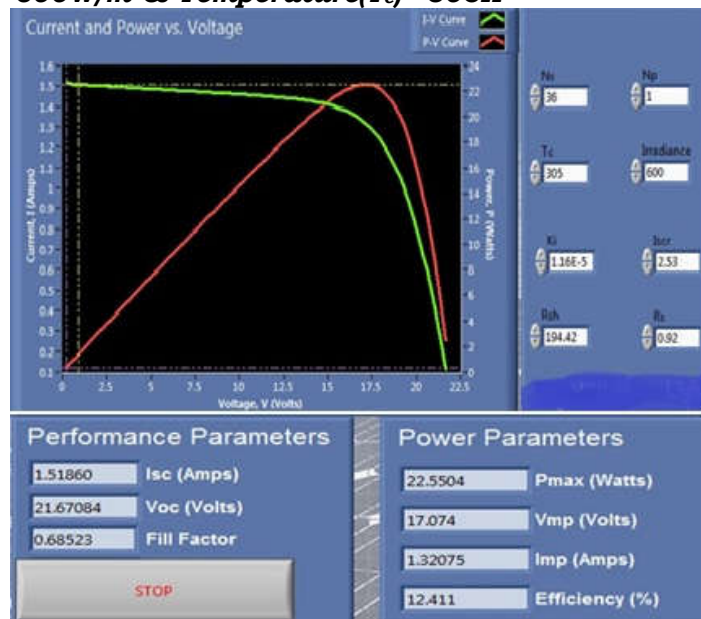 Current and Power vs. Voltage
I-V Curve
P-V Curve
1.6
1.5
1.4
1.3
1.2
1.1
1
0.9
0.8
0.7
0.6
0.5
0.4
0.3
0.2
0.1
Current, I (Amps)
24
22
20
18
16
14
12
10
8
6
4
2
0
Power, P (Watts)
0 2.5 5 7.5 10 12.5 15 17.5 20 22.5
Voltage, V (Volts)
Ns Np
36 1
Tc Irradiance
305 600
Ki Iscr
1.16E-5 2.53
Rsh Rs
194.42 0.92
Performance Parameters
1.51860 Isc (Amps)
21.67084 Voc (Volts)
0.68523 Fill Factor
STOP
Power Parameters
22.5504 Pmax (Watts)
17.074 Vmp (Volts)
1.32075 Imp (Amps)
12.411 Efficiency (%)